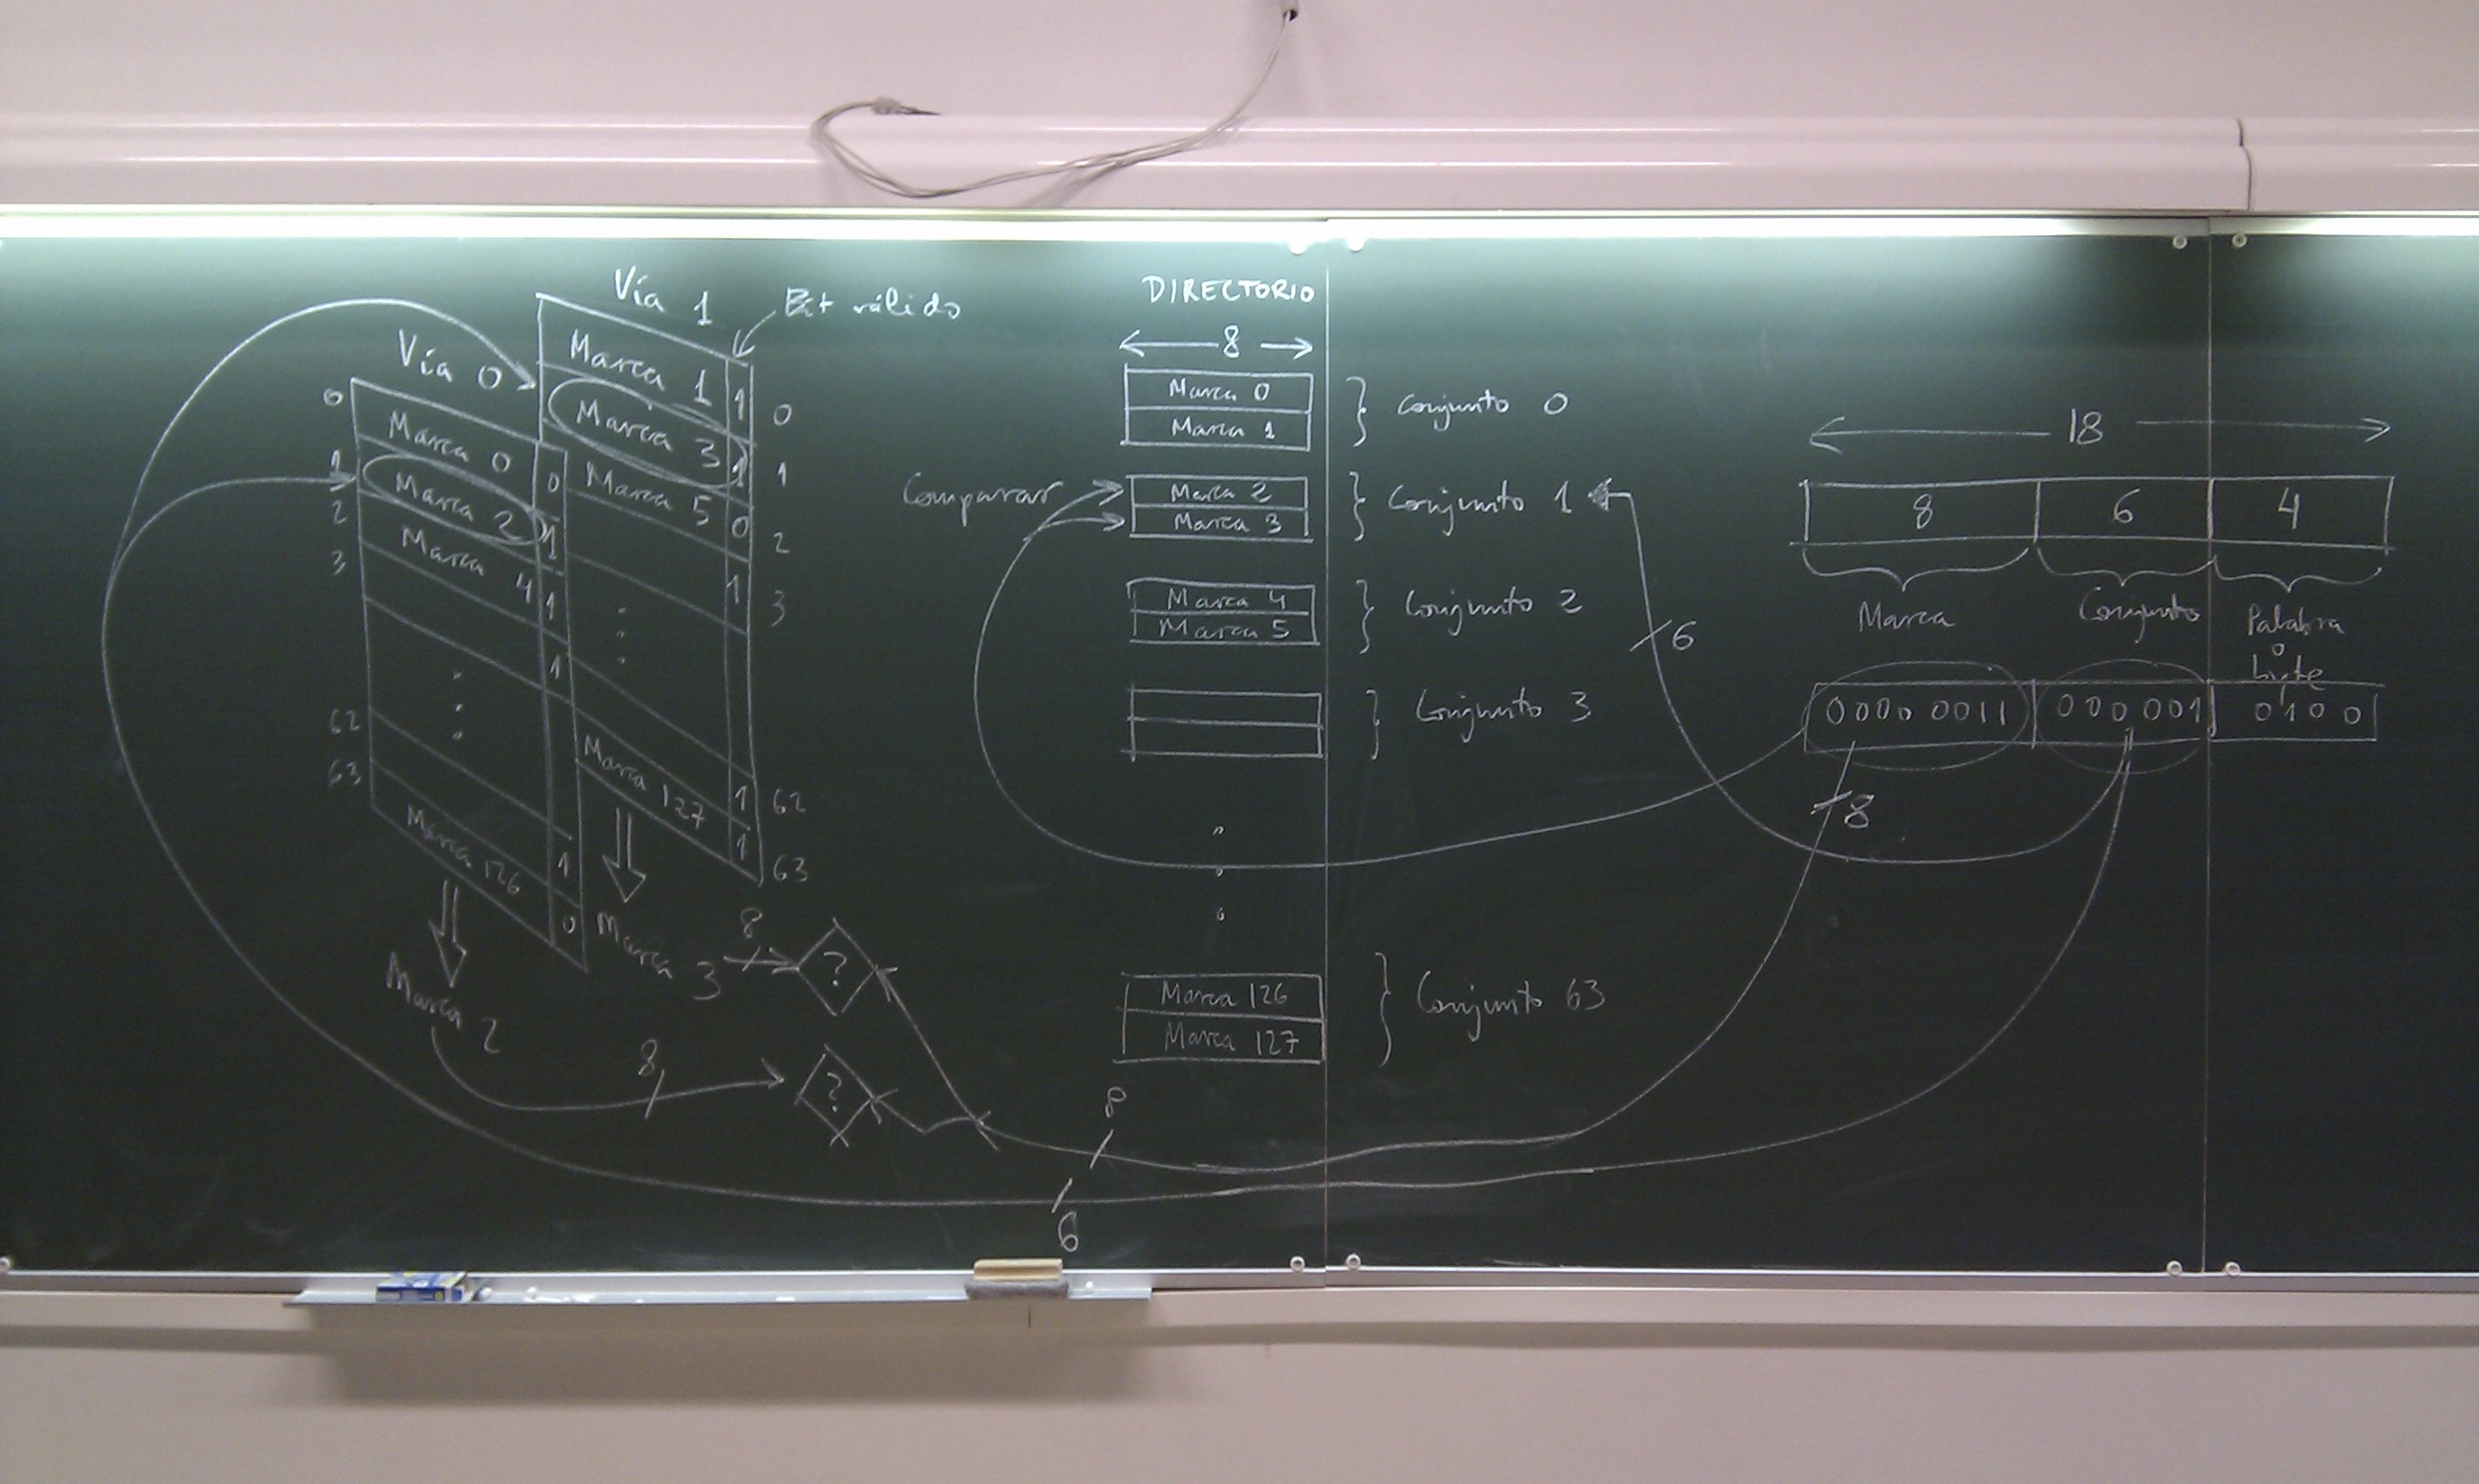 Vía 1
Bit válido
Vía 0
Marca 1 1 0
Marca 3 1 1
Marca 5 0 2
1 3
Marca 127 1 62
1 63
0 Marca 0 0
1 Marca 2 1
2 Marca 4 1
3 1
62 1
63 Marca 126 0
Marca 3 8 ?
Marca 2 8 ?
8
6
DIRECTORIO
8
Marca 0
Marca 1
Conjunto 0
Comparar
Marca 2
Marca 3
Conjunto 1
Marca 4
Marca 5
Conjunto 2
Conjunto 3
Marca 126
Marca 127
Conjunto 63
6
18
8 6 4
Marca Conjunto Palabra
o
byte
0000 0011 000 001 0100
8